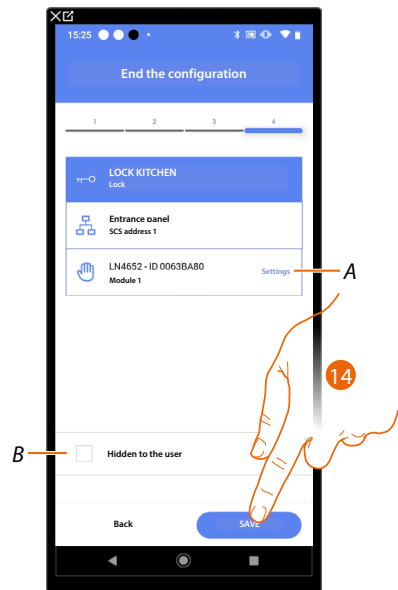 15:25
End the configuration
1 2 3 4
LOCK KITCHEN
Lock
Entrance panel
SCS address 1
LN4652 - ID 0063BA80
Module 1
Settings
A
14
B
Hidden to the user
Back
SAVE